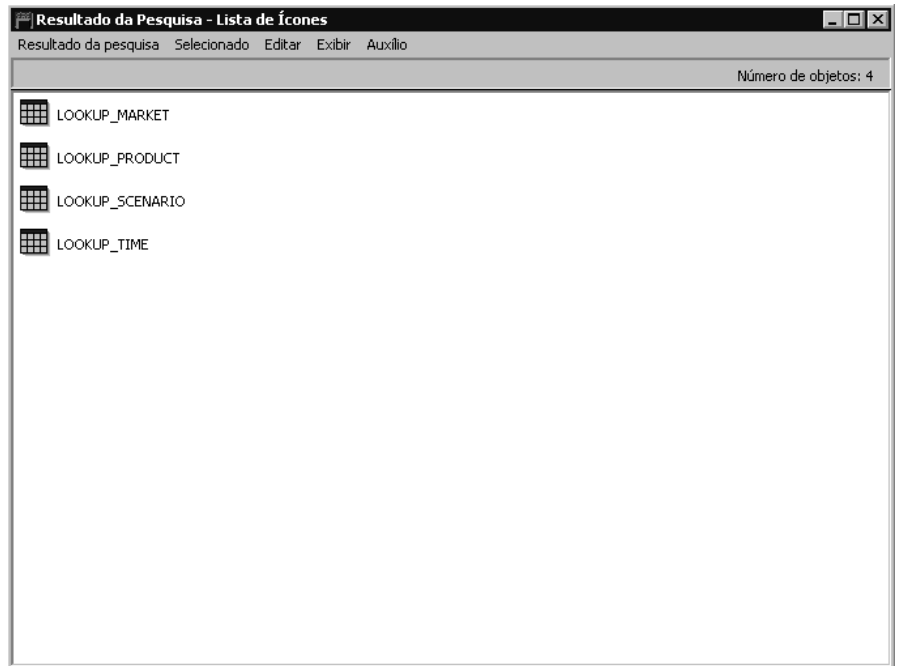 Resultado da Pesquisa - Lista de Ícones
Resultado da pesquisa Selecionado Editar Exibir Auxílio
Número de objetos: 4
LOOKUP_MARKET
LOOKUP_PRODUCT
LOOKUP_SCENARIO
LOOKUP_TIME